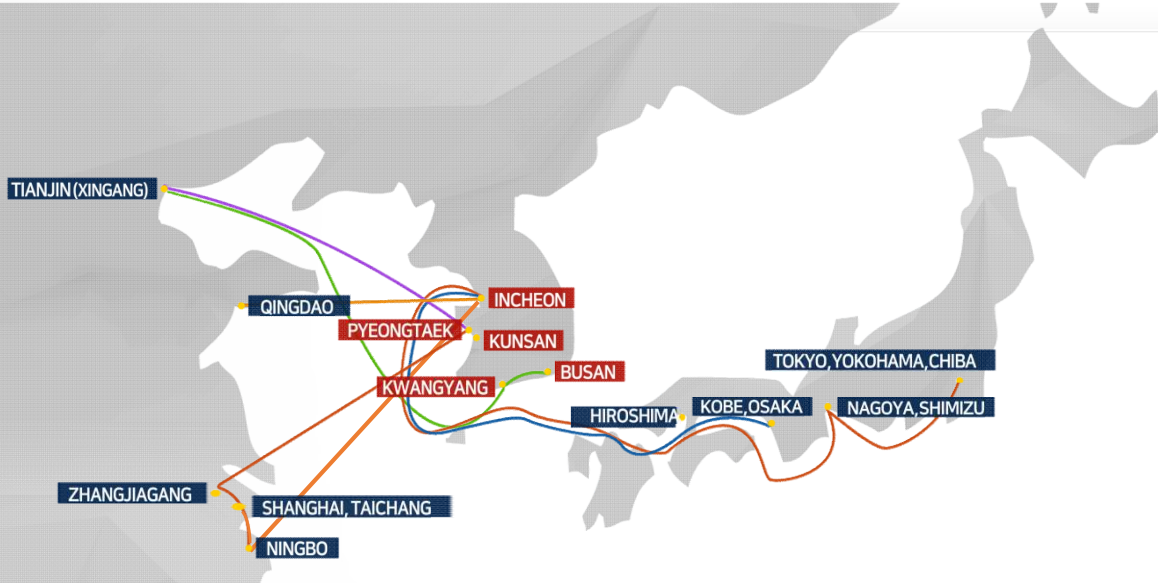 TIANJIN(XINGANG)
QINGDAO
INCHEON
PYEONGTAEK
KUNSAN
BUSAN
KWANGYANG
TOKYO,YOKOHAMA,CHIBA
HIROSHIMA
KOBE,OSAKA
NAGOYA,SHIMIZU
ZHANGJIAGANG
SHANGHAI, TAICHANG
NINGBO